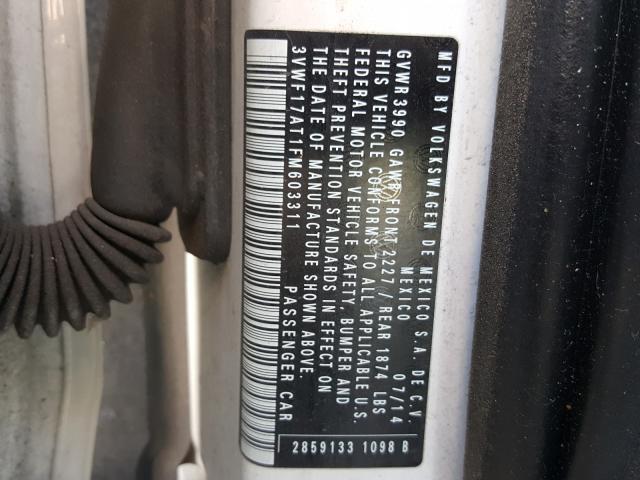 MFD BY VOLKSWAGEN DE MEXICO S.A. DE C.V.
MEXICO 07/14
GVWR 3990, GAWR FRONT 2227 / REAR 1874 LBS
THIS VEHICLE CONFORMS TO ALL APPLICABLE U.S.
FEDERAL MOTOR VEHICLE SAFETY, BUMPER AND
THEFT PREVENTION STANDARDS IN EFFECT ON
THE DATE OF MANUFACTURE SHOWN ABOVE.
3VWF17AT1FM603311 PASSENGER CAR
2859133 1098 B